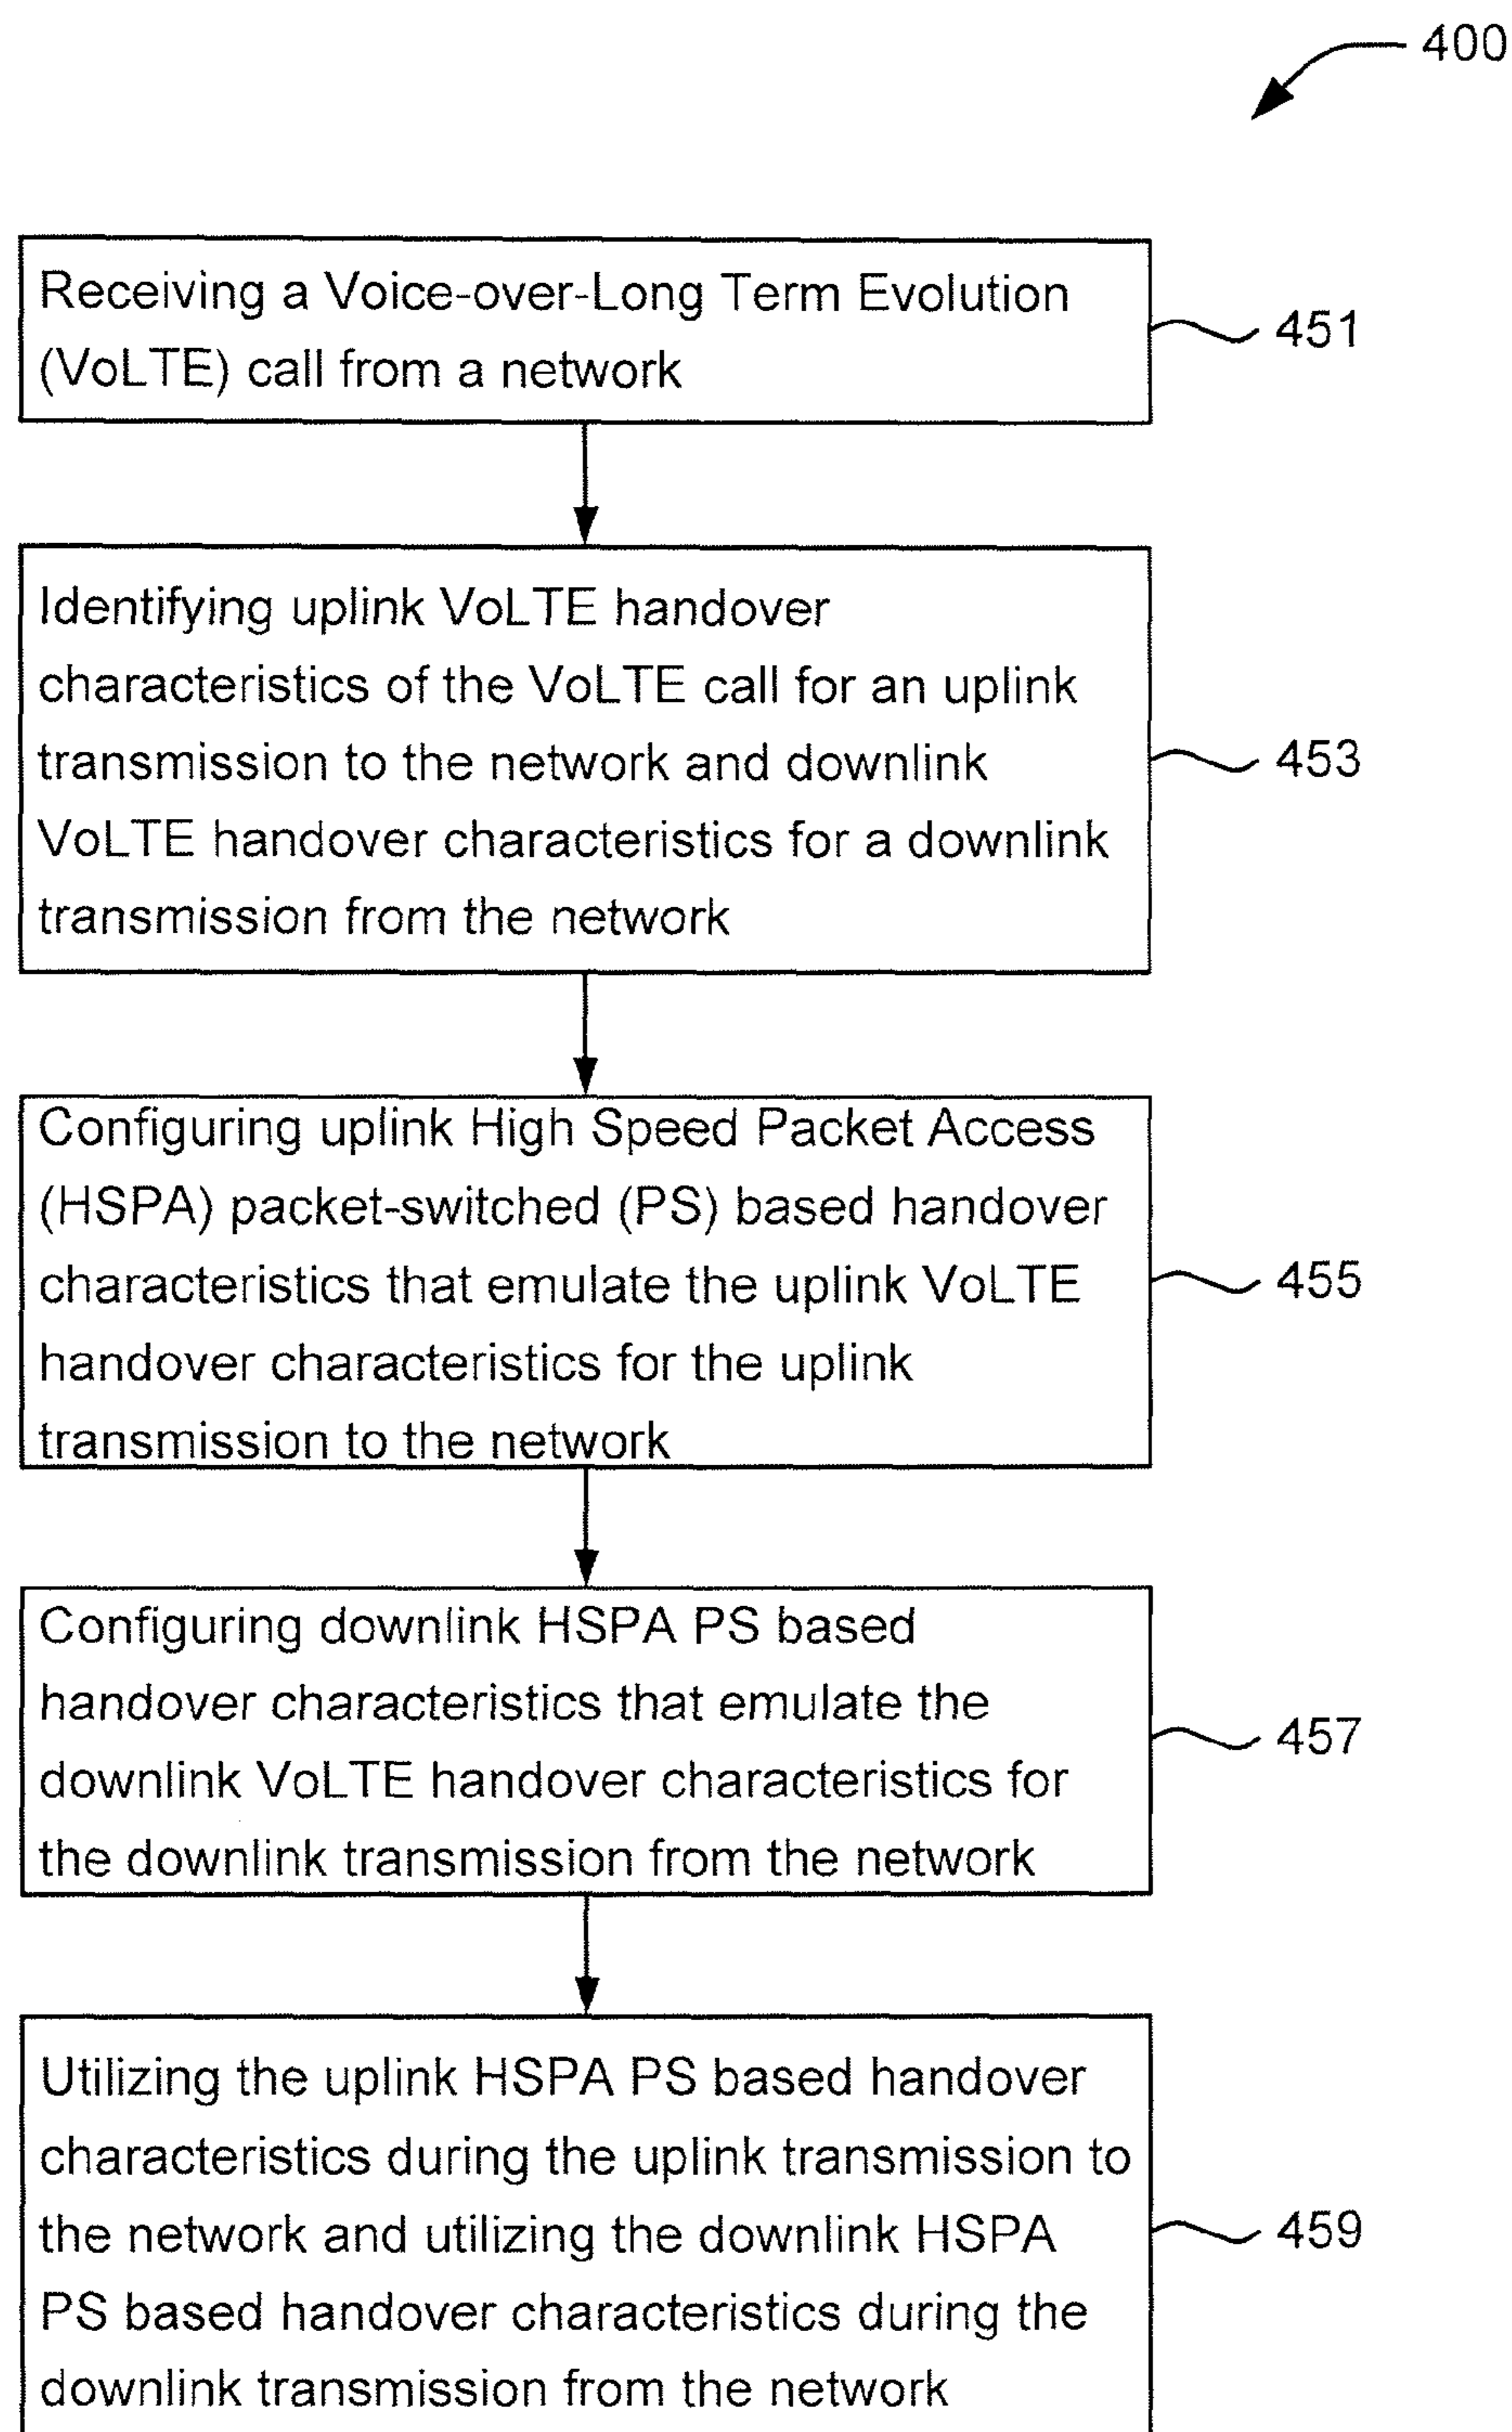 400
Receiving a Voice-over-Long Term Evolution
(VoLTE) call from a network
451
Identifying uplink VoLTE handover
characteristics of the VoLTE call for an uplink
transmission to the network and downlink
VoLTE handover characteristics for a downlink
transmission from the network
453
Configuring uplink High Speed Packet Access
(HSPA) packet-switched (PS) based handover
characteristics that emulate the uplink VoLTE
handover characteristics for the uplink
transmission to the network
455
Configuring downlink HSPA PS based
handover characteristics that emulate the
downlink VoLTE handover characteristics for
the downlink transmission from the network
457
Utilizing the uplink HSPA PS based handover
characteristics during the uplink transmission to
the network and utilizing the downlink HSPA
PS based handover characteristics during the
downlink transmission from the network
459